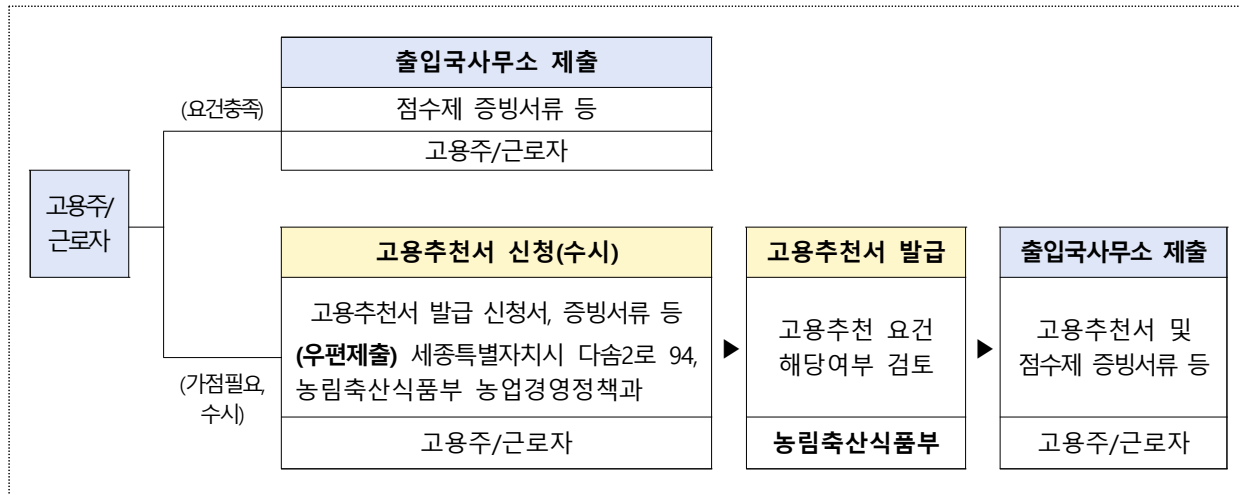 출입국사무소 제출
(요건충족)
점수제 증빙서류 등
고용주/근로자
고용주/
근로자
고용추천서 신청(수시)
고용추천서 발급 신청서, 증빙서류 등
(우편제출) 세종특별자치시 다솜2로 94,
농림축산식품부 농업경영정책과
고용주/근로자
(가점필요,
수시)
▶
고용추천서 발급
고용추천 요건
해당여부 검토
농림축산식품부
▶
출입국사무소 제출
고용추천서 및
점수제 증빙서류 등
고용주/근로자